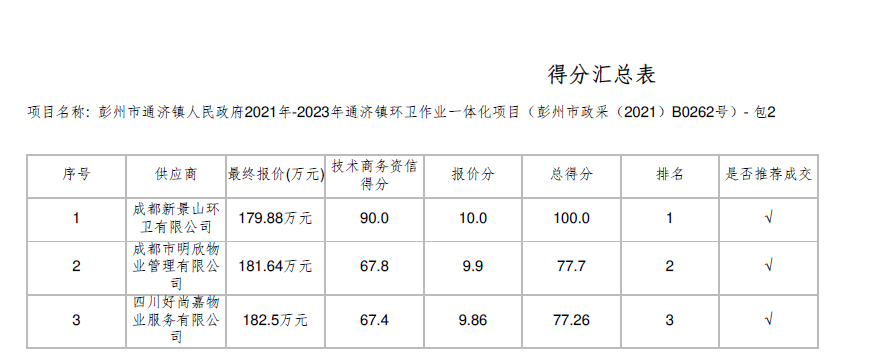 得分汇总表
项目名称: 彭州市通济镇人民政府2021年-2023年通济镇环卫作业一体化项目（彭州市政采（2021）B0262号）- 包2
序号 供应商 最终报价(万元) 技术商务资信得分 报价分 总得分 排名 是否推荐成交
1 成都新景山环卫有限公司 179.88万元 90.0 10.0 100.0 1 √
2 成都市明欣物业管理有限公司 181.64万元 67.8 9.9 77.7 2 √
3 四川好尚嘉物业服务有限公司 182.5万元 67.4 9.86 77.26 3 √